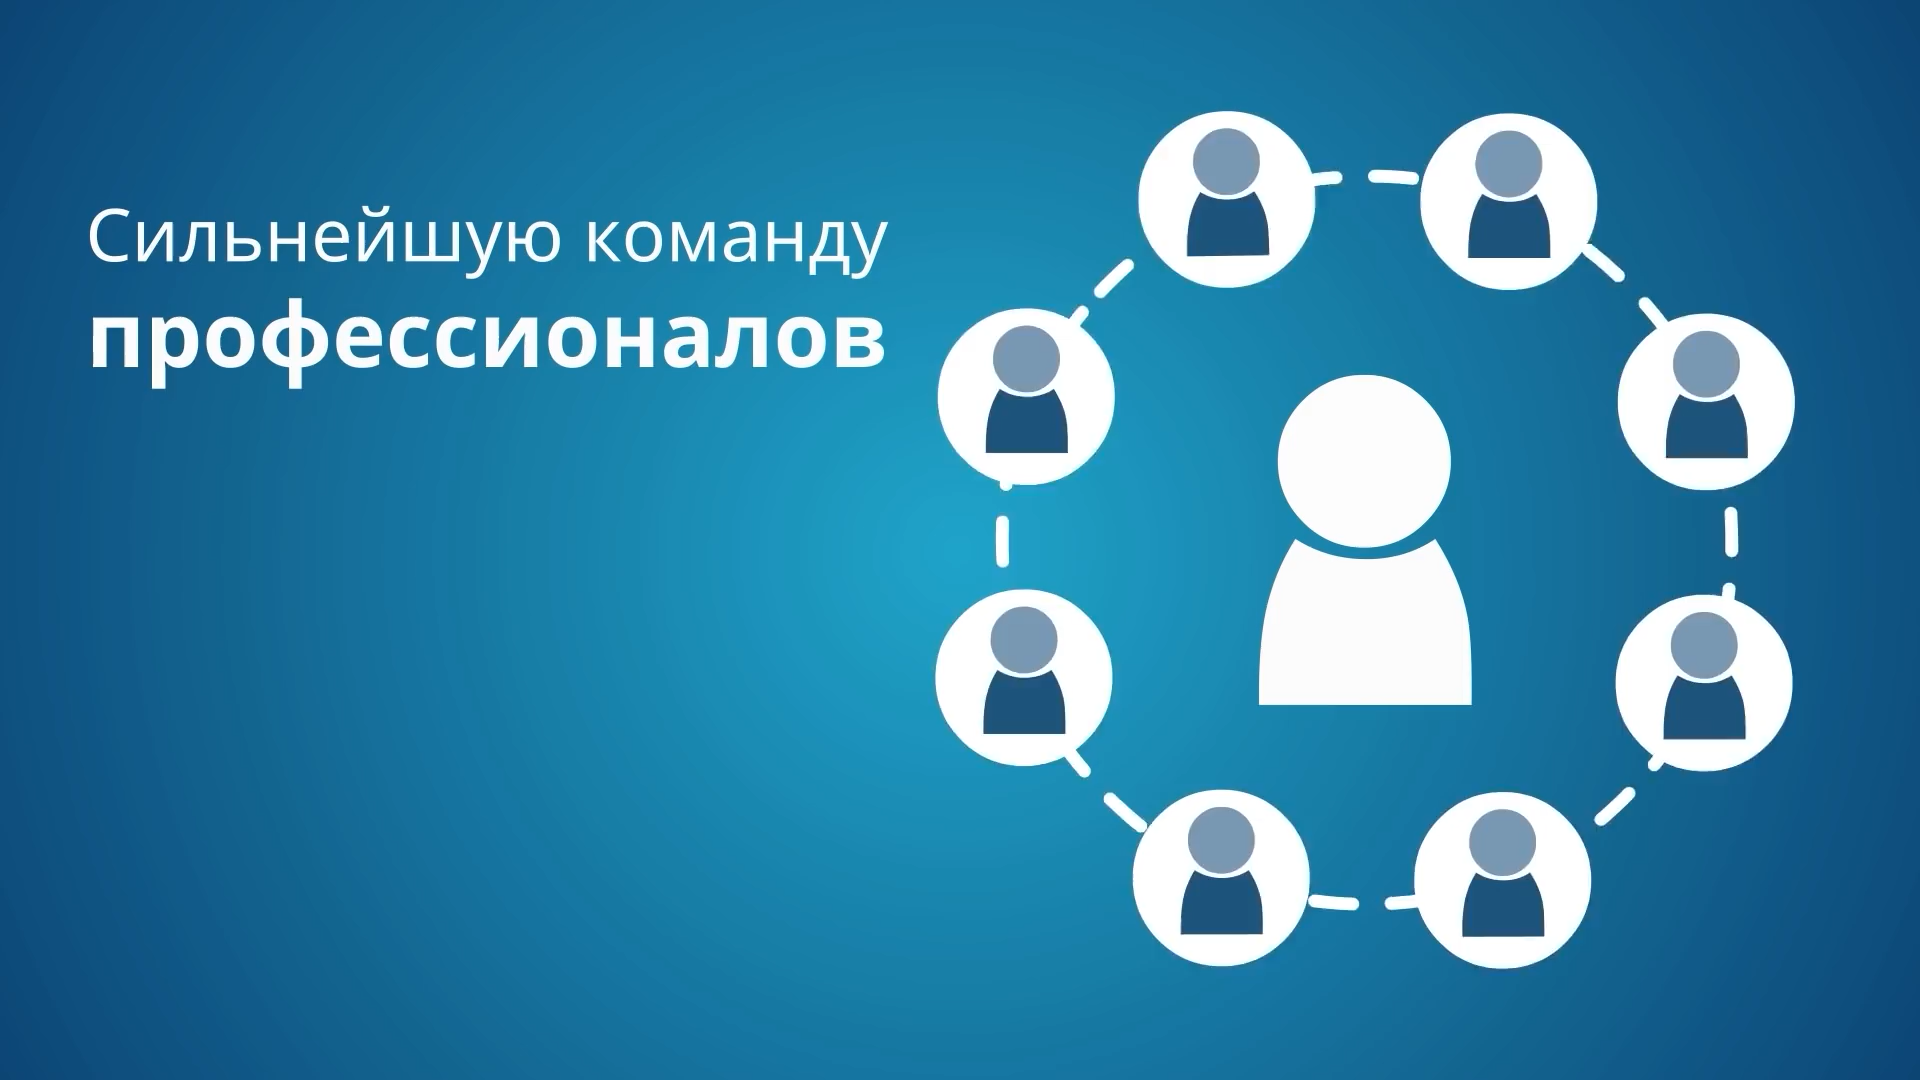 Сильнейшую команду
профессионалов